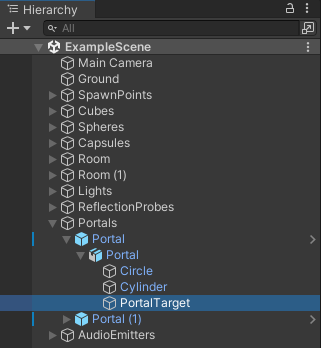 Hierarchy
All
ExampleScene
Main Camera
Ground
SpawnPoints
Cubes
Spheres
Capsules
Room
Room (1)
Lights
ReflectionProbes
Portals
Portal
Portal
Circle
Cylinder
PortalTarget
Portal (1)
AudioEmitters